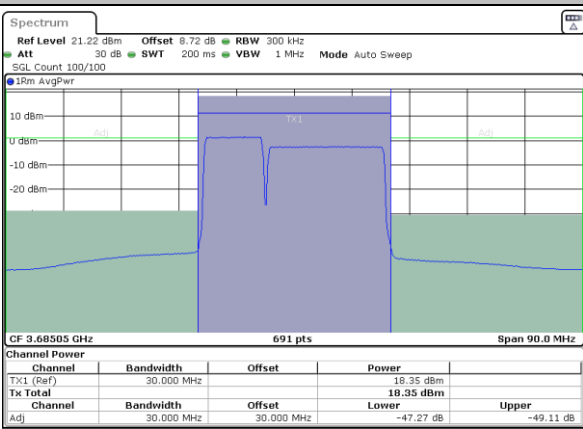 Spectrum
Ref Level 21.22 dBm Offset 8.72 dB RBW 300 kHz
Att 30 dB SWT 200 ms VBW 1 MHz Mode Auto Sweep
SGL Count 100/100
1Rm AvgPwr
10 dBm
TX1
Adj Adj
0 dBm
-10 dBm
-20 dBm
CF 3.68505 GHz 691 pts Span 90.0 MHz
Channel Power
Channel Bandwidth Offset Power
TX1 (Ref) 30.000 MHz 18.35 dBm
Tx Total 18.35 dBm
Channel Bandwidth Offset Lower Upper
Adj 30.000 MHz 30.000 MHz -47.27 dB -49.11 dB